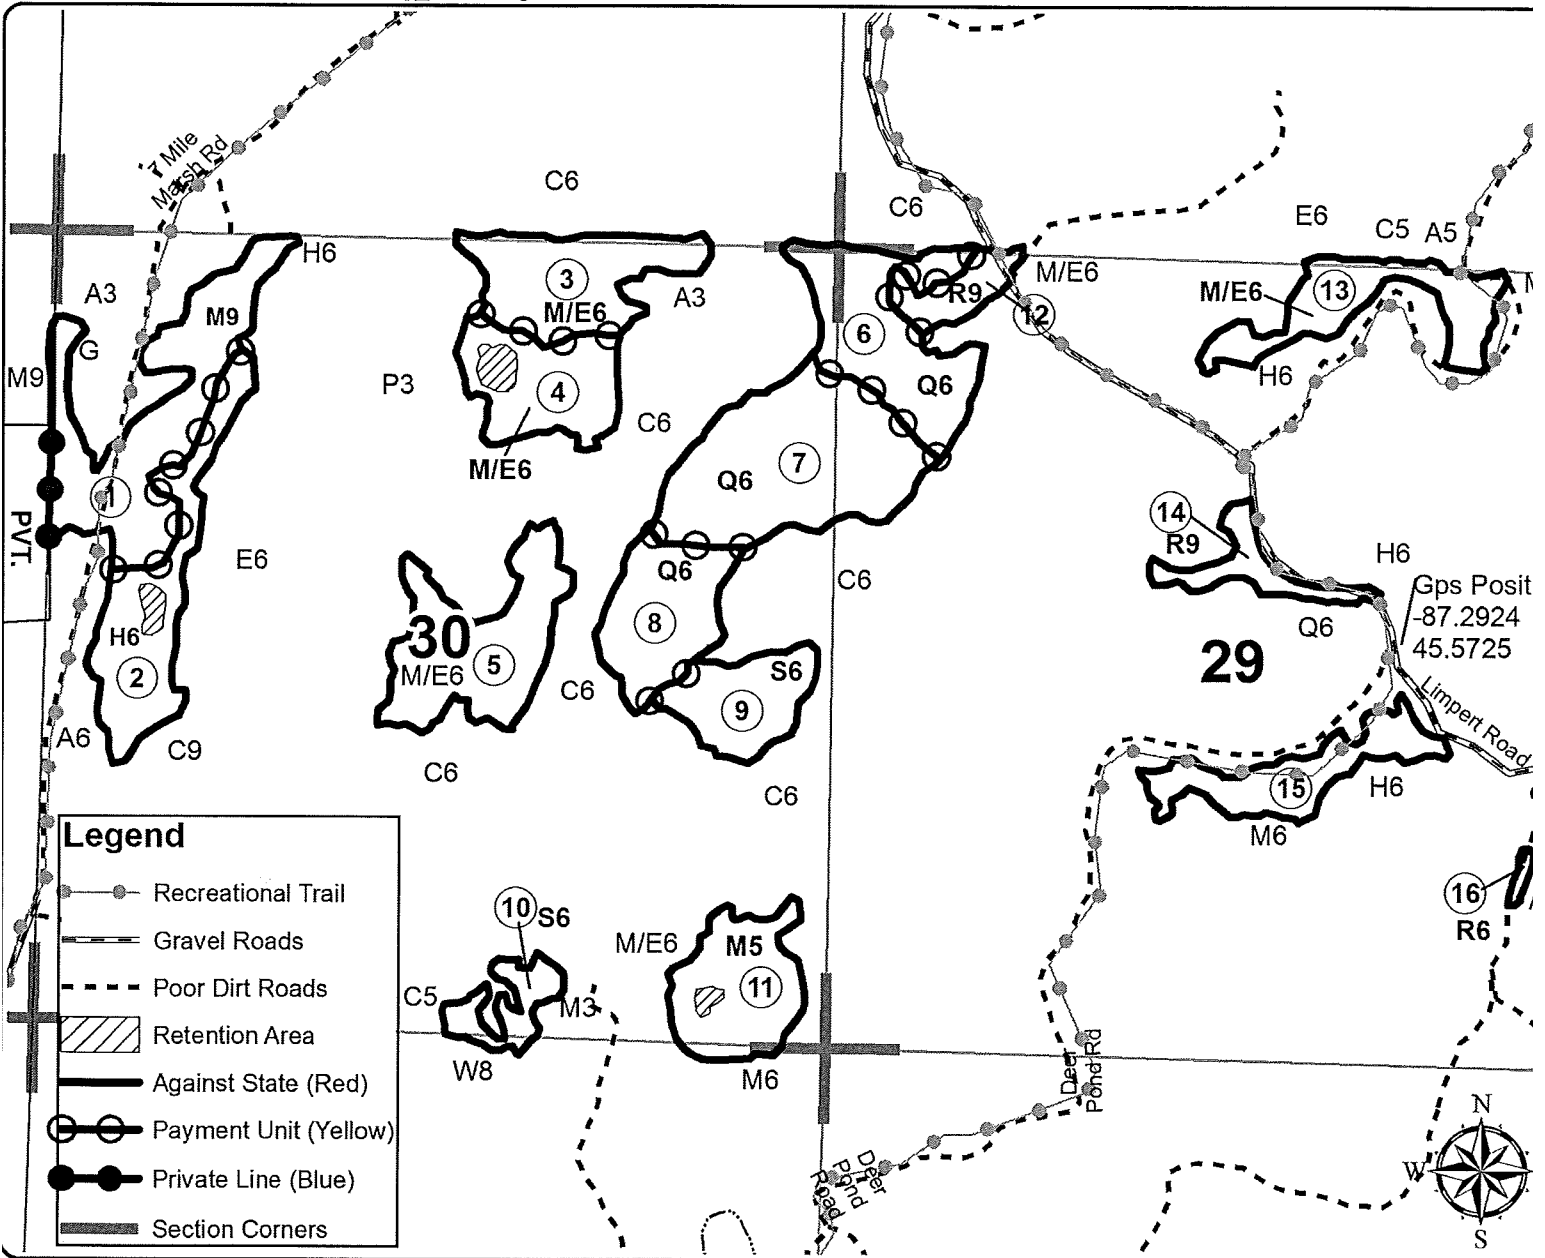 7 Mile
Marsh Rd
C6
C6
E6
C5
A5
H6
M/E6
A3
G
M9
M9
3
M/E6
A3
R9
12
6
M/E6
13
H6
P3
4
C6
M/E6
Q6
7
Q6
1
PVT.
E6
14
R9
H6
Gps Posit
-87.2924
45.5725
Q6
29
Limpert Road
H6
2
A6
C9
30
M/E6
5
C6
Q6
8
C6
S6
9
C6
C6
15
H6
M6
16
R6
Legend
Recreational Trail
Gravel Roads
Poor Dirt Roads
Retention Area
Against State (Red)
Payment Unit (Yellow)
Private Line (Blue)
Section Corners
10
S6
C5
M3
W8
M/E6
M5
11
M6
Deer
Pond Rd
Deer
Pond
Road
N
W
S